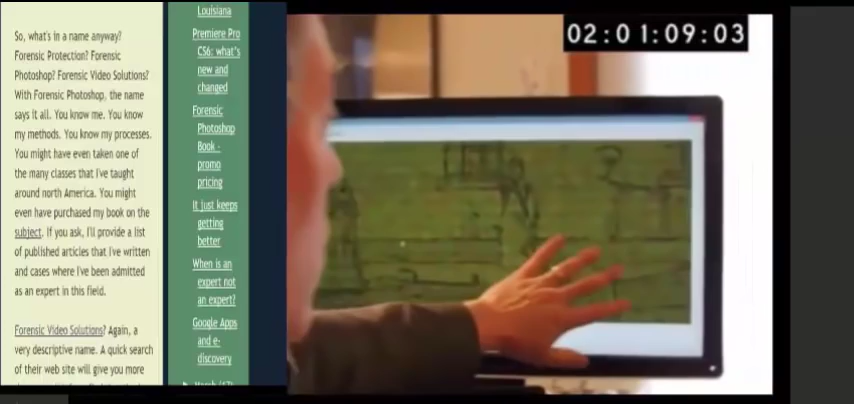 So, what's in a name anyway?
Forensic Protection? Forensic
Photoshop? Forensic Video Solutions?
With Forensic Photoshop, the name
says it all. You know me. You know
my methods. You know my processes.
You might have even taken one of
the many classes that I've taught
around north America. You might
even have purchased my book on the
subject. If you ask, I'll provide a list
of published articles that I've written
and cases where I've been admitted
as an expert in this field.
Forensic Video Solutions? Again, a
very descriptive name. A quick search
of their web site will give you more
Louisiana
Premiere Pro
CS6: what's
new and
changed
Forensic
Photoshop
Book -
promo
pricing
It just keeps
getting
better
When is an
expert not
an expert?
Google Apps
and e-
discovery
02:01:09:03